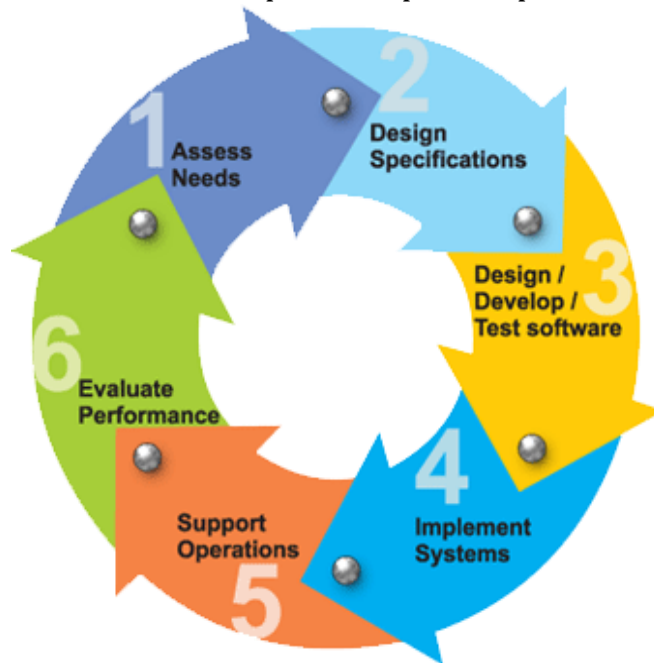 1
Assess
Needs
2
Design
Specifications
3
Design /
Develop /
Test software
4
Implement
Systems
5
Support
Operations
6
Evaluate
Performance